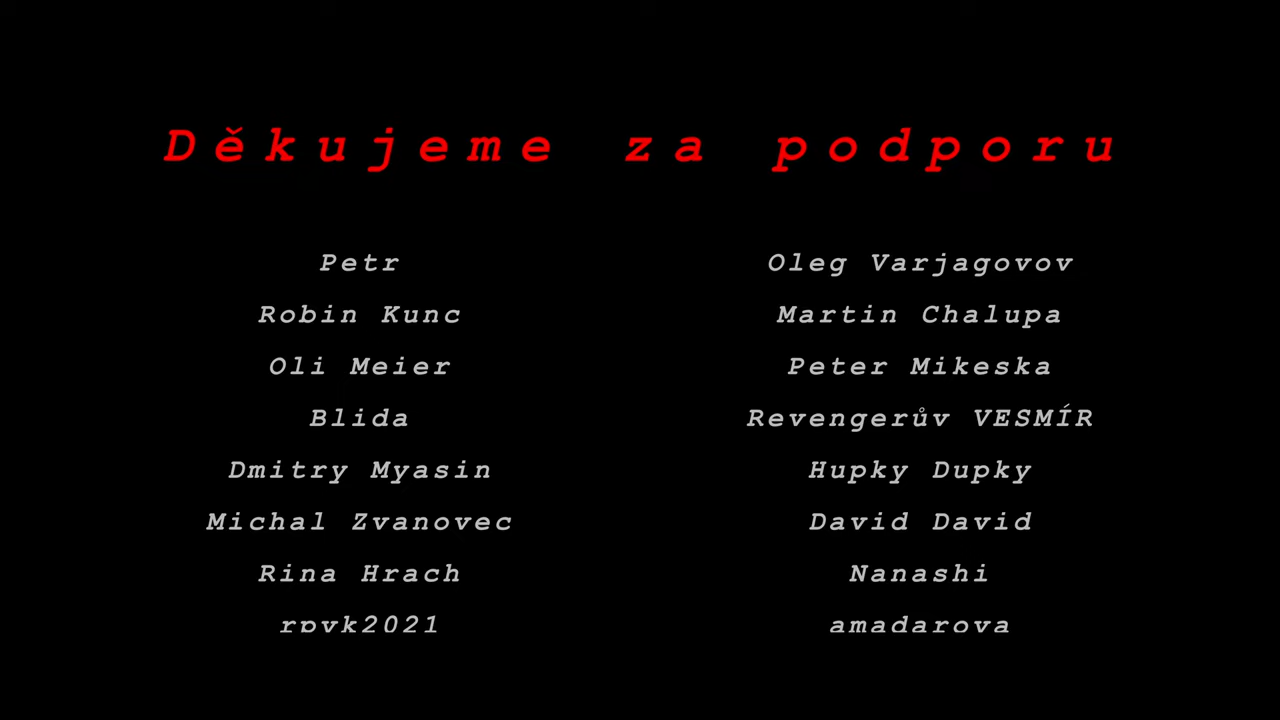 Děkujeme za podporu
Petr
Robin Kunc
Oli Meier
Blida
Dmitry Myasin
Michal Zvanovec
Rina Hrach
rpvk2021
Oleg Varjagovov
Martin Chalupa
Peter Mikeska
Revengerův VESMÍR
Hupky Dupky
David David
Nanashi
amadarova